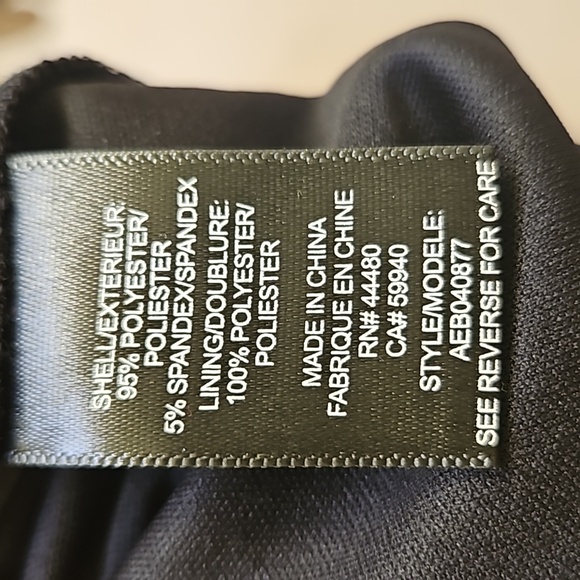 SHELL/EXTERIEUR:
95% POLYESTER/
POLIESTER
5% SPANDEX/SPANDEX
LINING/DOUBLURE:
100% POLYESTER/
POLIESTER
MADE IN CHINA
FABRIQUE EN CHINE
RN# 44480
CA# 59940
STYLE/MODELE:
AEB040877
SEE REVERSE FOR CARE